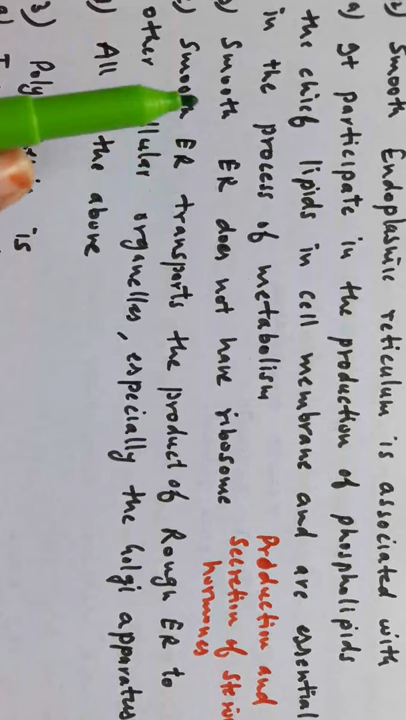 2) Smooth Endoplasmic reticulum is associated with
a) It participate in the production of phospholipids
the chief lipids in cell membrane and are essential
in the process of metabolism
Production and
Secretion of
hormones
Smooth ER does not have ribosome
Smooth ER transports the product of Rough ER to
other organelles, especially the Golgi apparatus
All the above
3) is